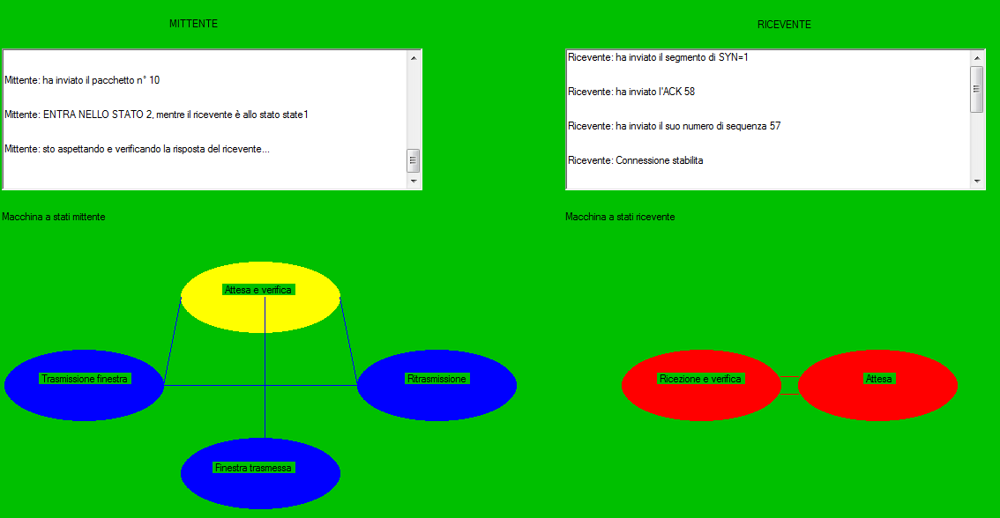 MITTENTE
RICEVENTE
Mittente: ha inviato il pacchetto n° 10
Mittente: ENTRA NELLO STATO 2, mentre il ricevente è allo stato state1
Mittente: sto aspettando e verificando la risposta del ricevente...
Ricevente: ha inviato il segmento di SYN=1
Ricevente: ha inviato l'ACK 58
Ricevente: ha inviato il suo numero di sequenza 57
Ricevente: Connessione stabilita
Macchina a stati mittente
Macchina a stati ricevente
Attesa e verifica
Trasmissione finestra
Ritrasmissione
Finestra trasmessa
Ricezione e verifica
Attesa